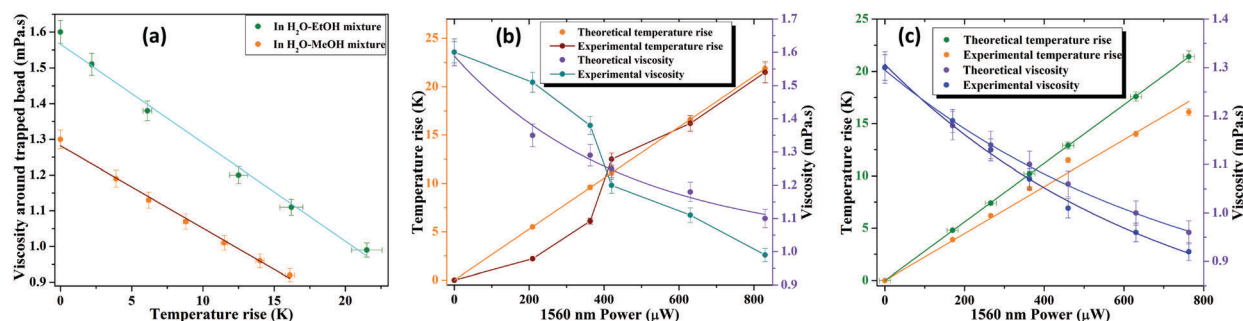 (a)
In H₂O-EtOH mixture
In H₂O-MeOH mixture
Viscosity around trapped bead (mPa.s)
1.6
1.5
1.4
1.3
1.2
1.1
1.0
0.9
0
5
10
15
20
Temperature rise (K)
(b)
Theoretical temperature rise
Experimental temperature rise
Theoretical viscosity
Experimental viscosity
Temperature rise (K)
25
20
15
10
5
0
0
200
400
600
800
1560 nm Power (μW)
1.7
1.6
1.5
1.4
1.3
1.2
1.1
1.0
0.9
Viscosity (mPa.s)
(c)
Theoretical temperature rise
Experimental temperature rise
Theoretical viscosity
Experimental viscosity
Temperature rise (K)
25
20
15
10
5
0
0
200
400
600
800
1560 nm Power (μW)
1.4
1.3
1.2
1.1
1.0
0.9
Viscosity (mPa.s)